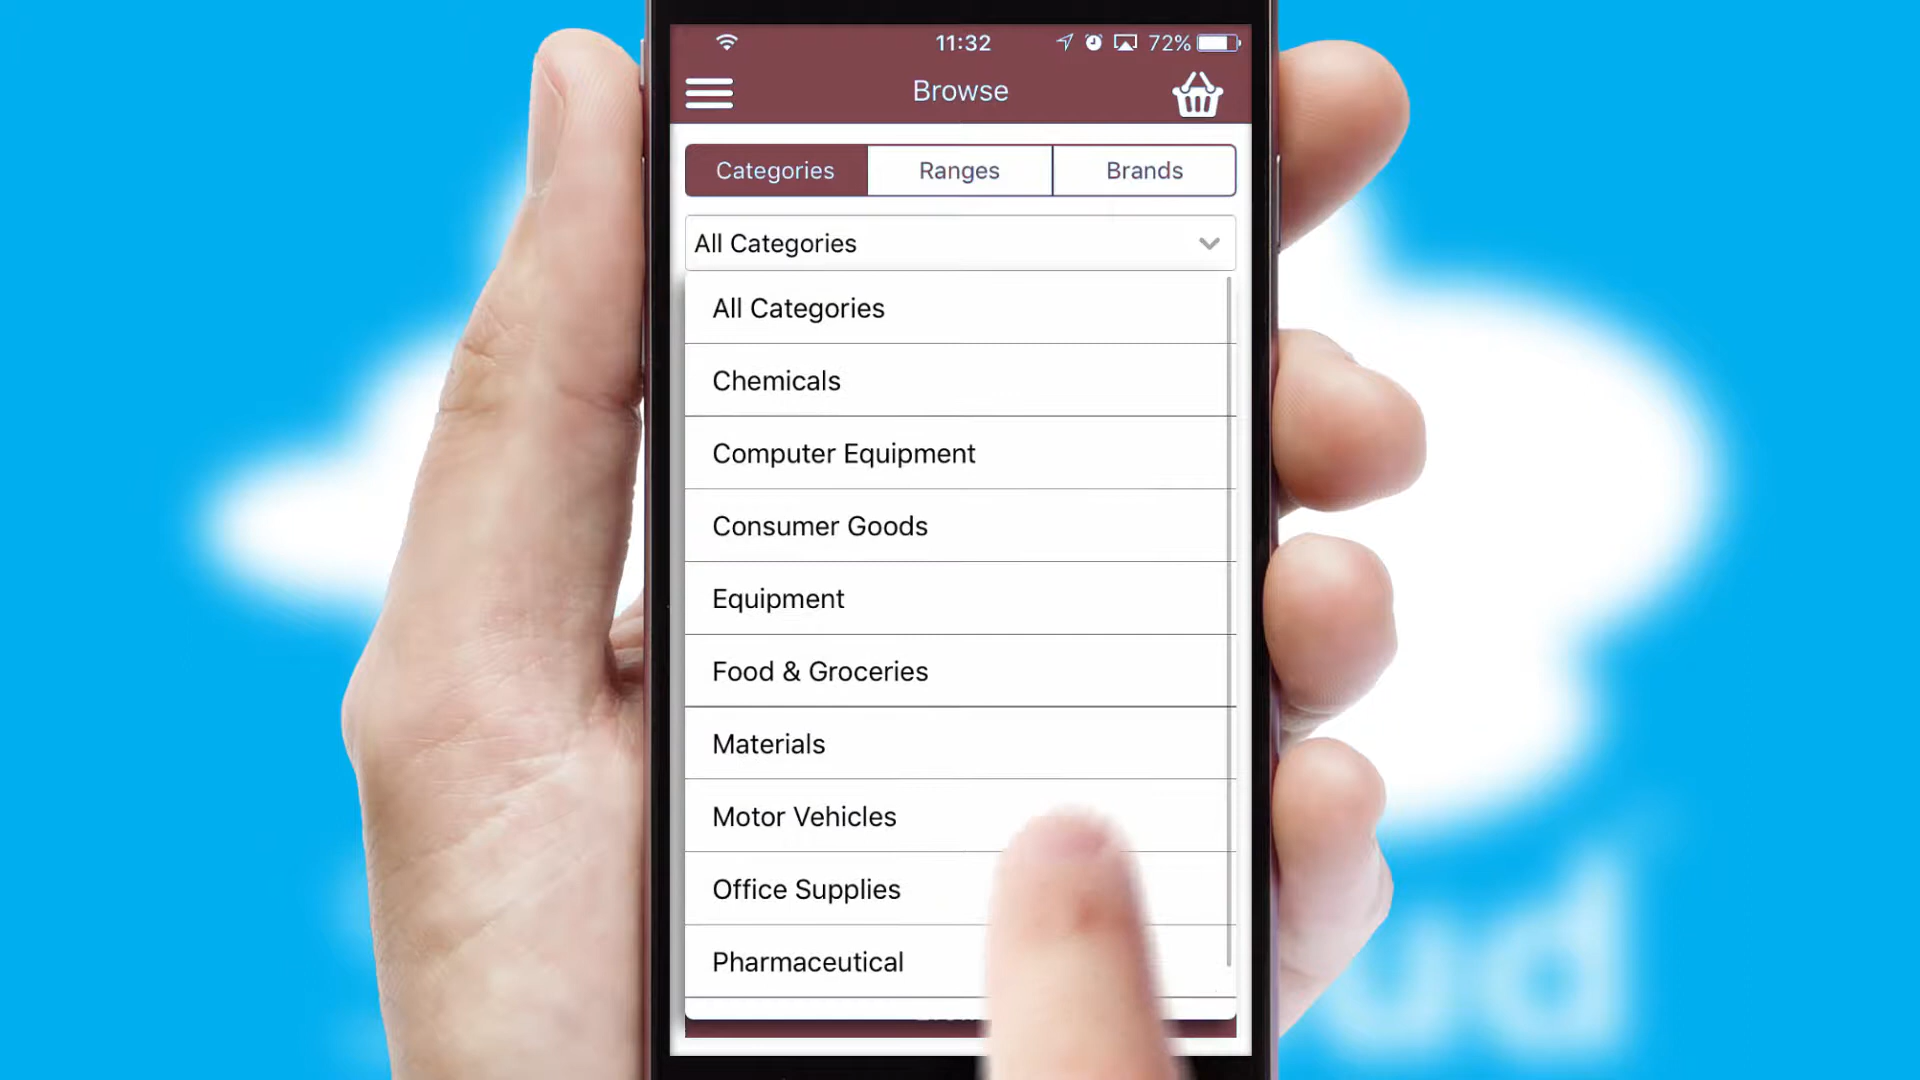 11:32
72%
Browse
Categories
Ranges
Brands
All Categories
All Categories
Chemicals
Computer Equipment
Consumer Goods
Equipment
Food & Groceries
Materials
Motor Vehicles
Office Supplies
Pharmaceutical